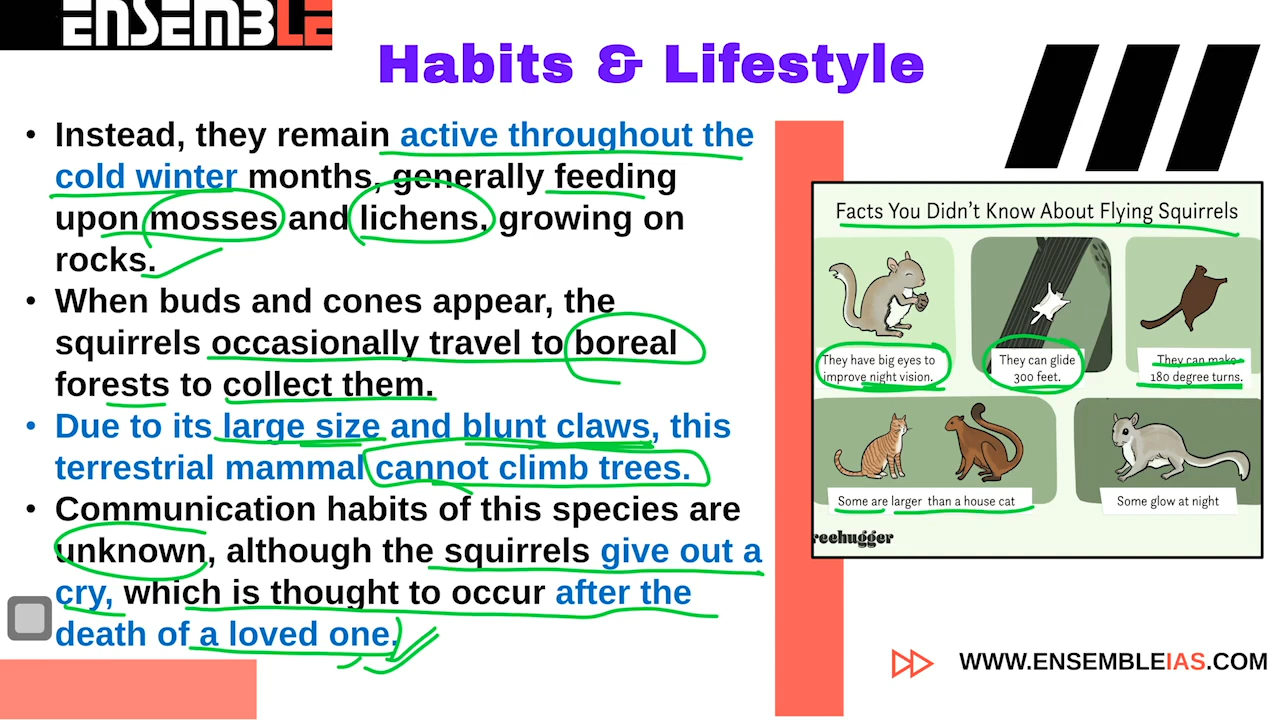 ENSEMBLE
Habits & Lifestyle
• Instead, they remain active throughout the
cold winter months, generally feeding
upon mosses and lichens, growing on
rocks.
• When buds and cones appear, the
squirrels occasionally travel to boreal
forests to collect them.
• Due to its large size and blunt claws, this
terrestrial mammal cannot climb trees.
• Communication habits of this species are
unknown, although the squirrels give out a
cry, which is thought to occur after the
death of a loved one.
Facts You Didn't Know About Flying Squirrels
They have big eyes to
improve night vision.
They can glide
300 feet.
They can make
180 degree turns.
Some are larger than a house cat
Some glow at night
reehugger
WWW.ENSEMBLEIAS.COM